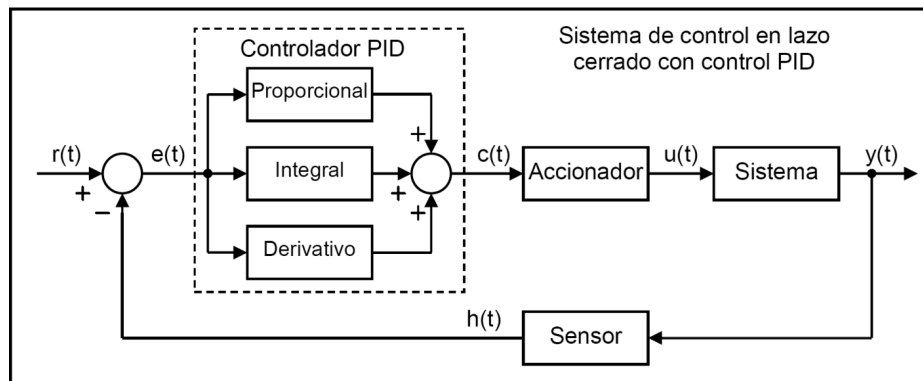 Controlador PID
Sistema de control en lazo
cerrado con control PID
Proporcional
+
r(t)
e(t)
Integral
c(t)
Accionador
u(t)
Sistema
y(t)
+
+
−
+
Derivativo
h(t)
Sensor